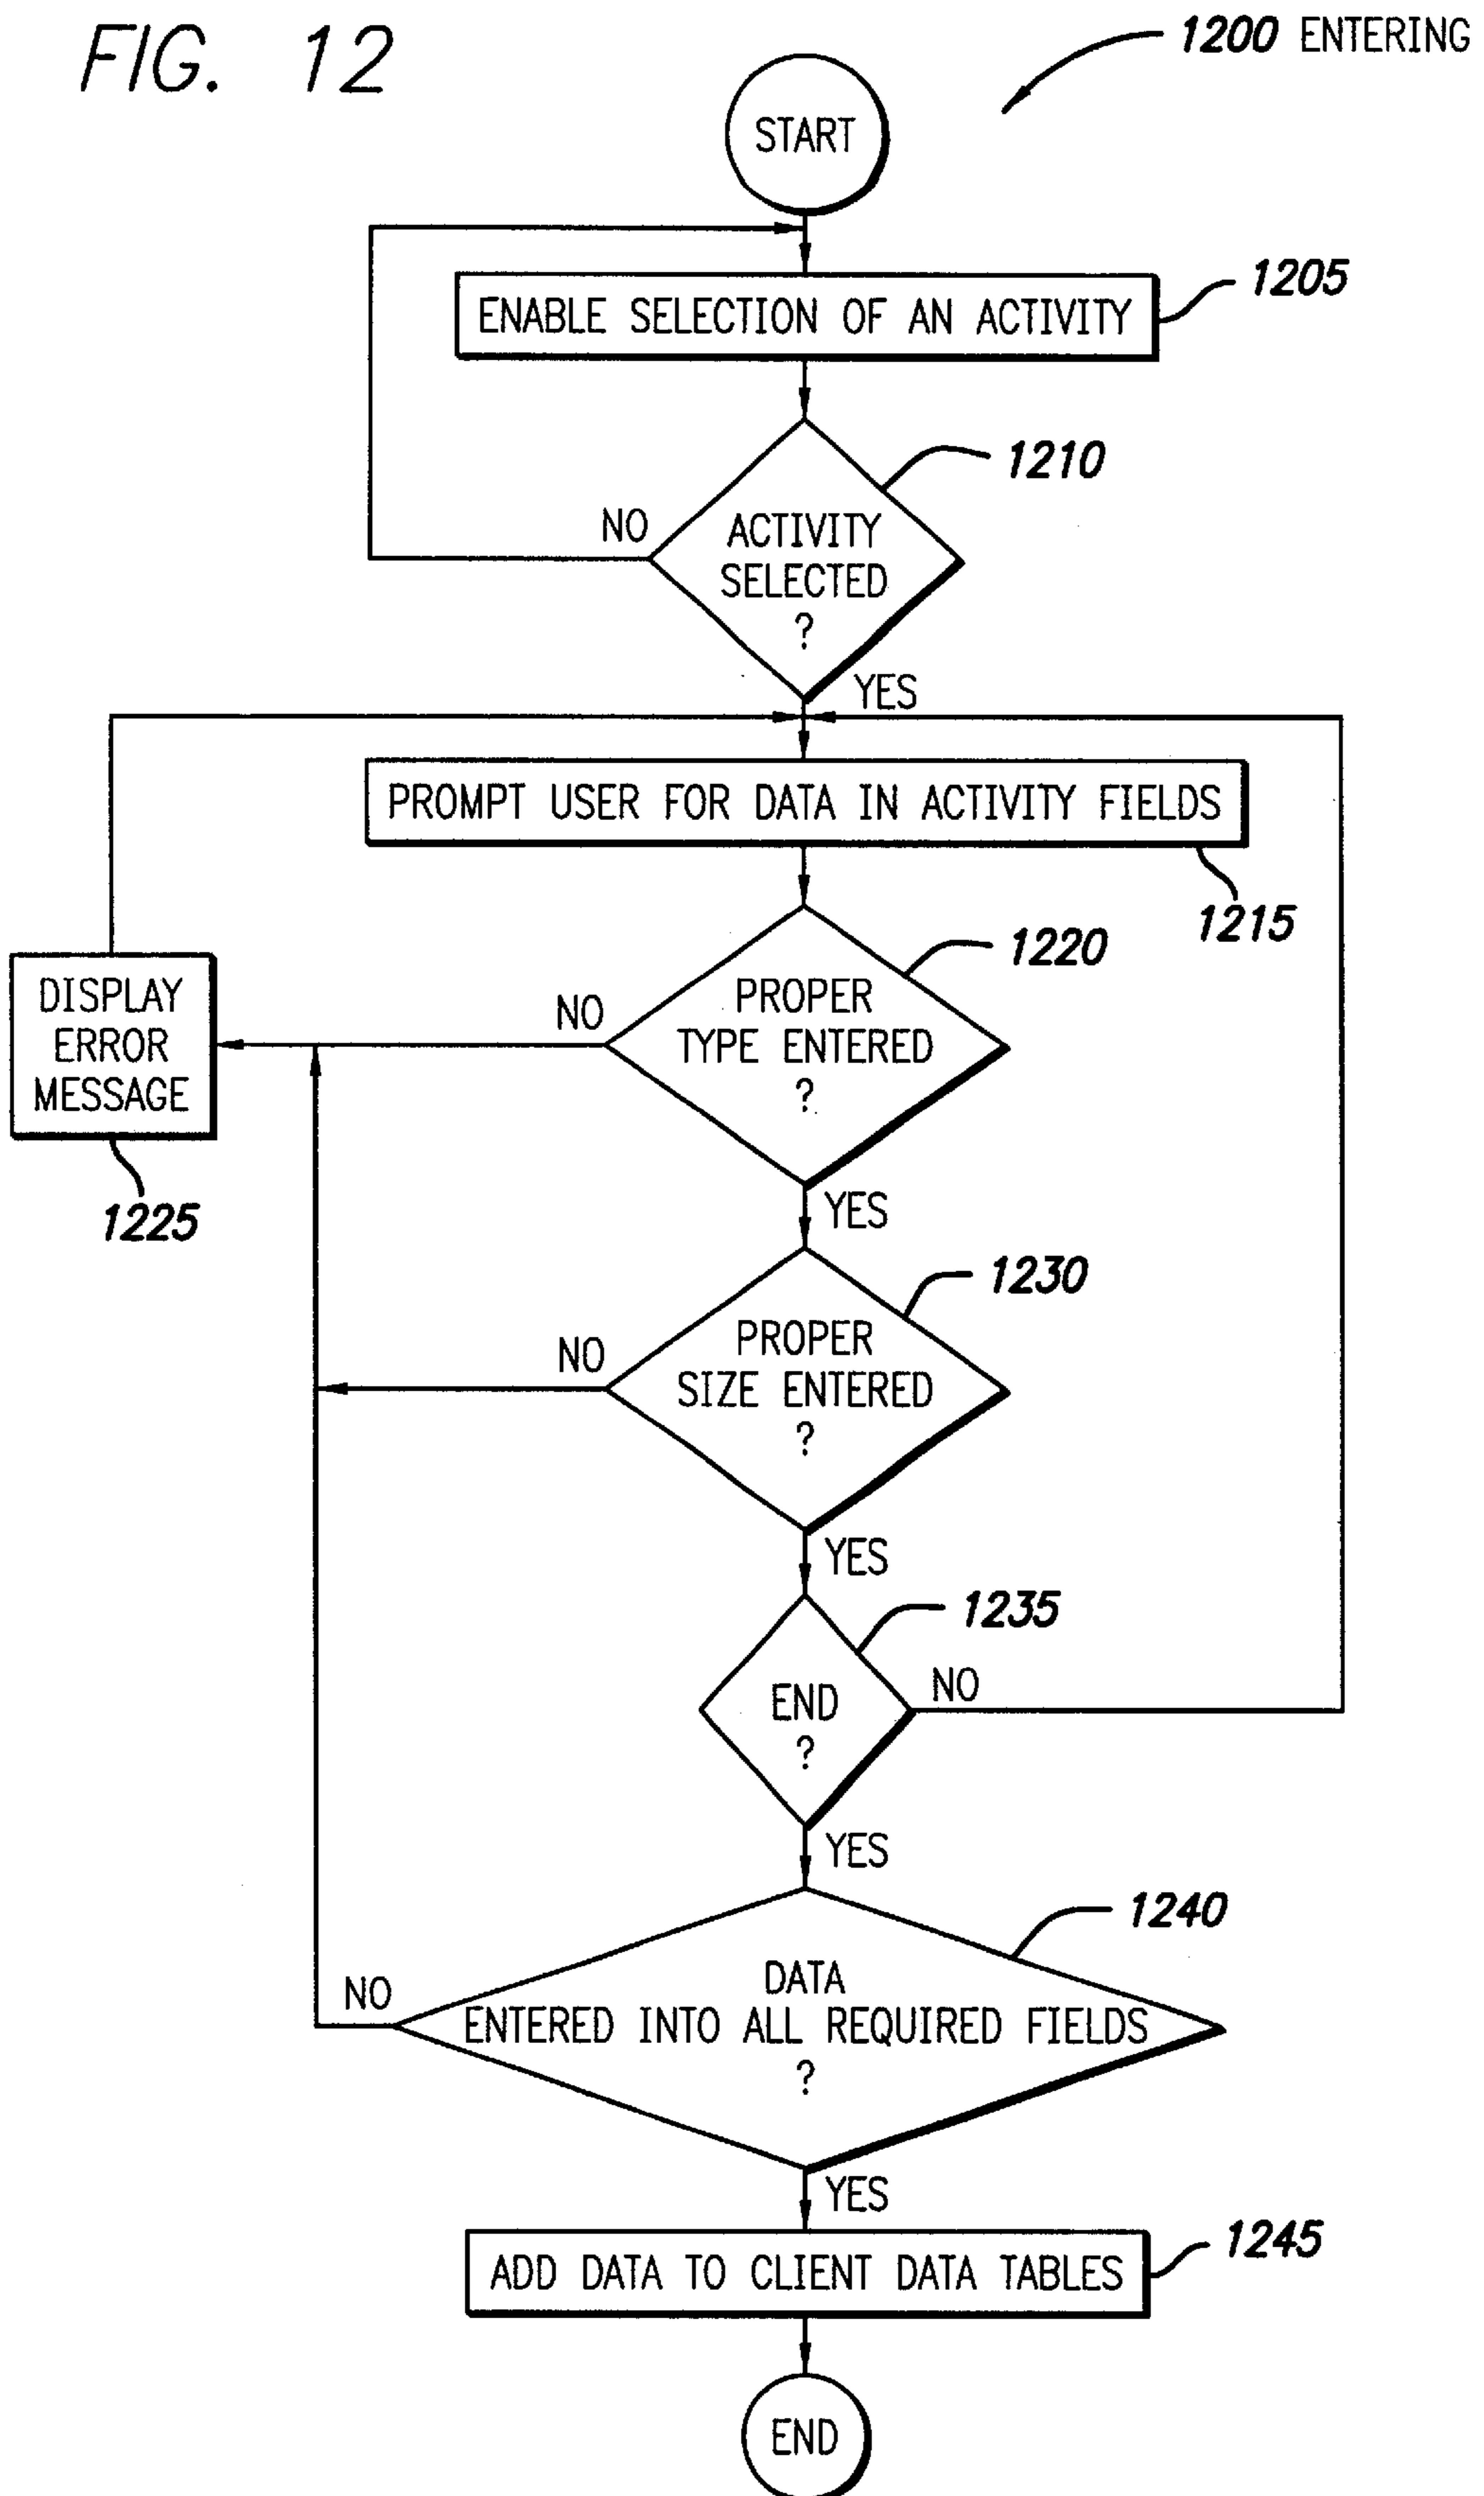 FIG. 12
1200 ENTERING
START
ENABLE SELECTION OF AN ACTIVITY
1205
1210
NO
ACTIVITY
SELECTED
?
YES
PROMPT USER FOR DATA IN ACTIVITY FIELDS
1215
DISPLAY
ERROR
MESSAGE
1225
NO
1220
PROPER
TYPE ENTERED
?
YES
1230
NO
PROPER
SIZE ENTERED
?
YES
1235
END
?
NO
YES
1240
NO
DATA
ENTERED INTO ALL REQUIRED FIELDS
?
YES
ADD DATA TO CLIENT DATA TABLES
1245
END